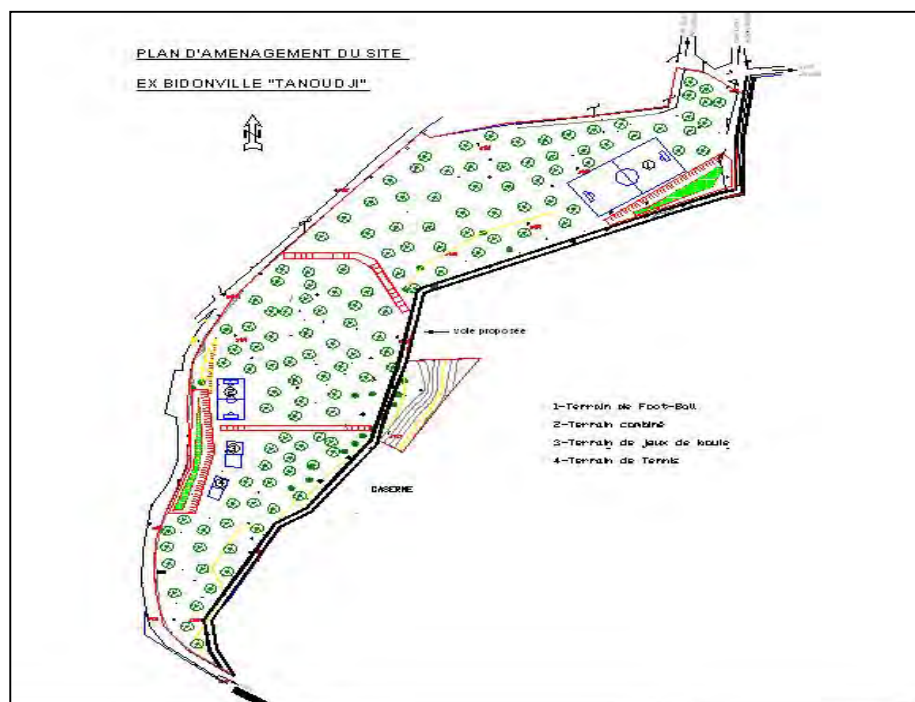 PLAN D'AMENAGEMENT DU SITE
EX BIDONVILLE "TANOUDJI"
voie proposée
1-Terrain de Foot-Ball
2-Terrain combiné
3-Terrain de jeux de boule
4-Terrain de Tennis
CASERNE